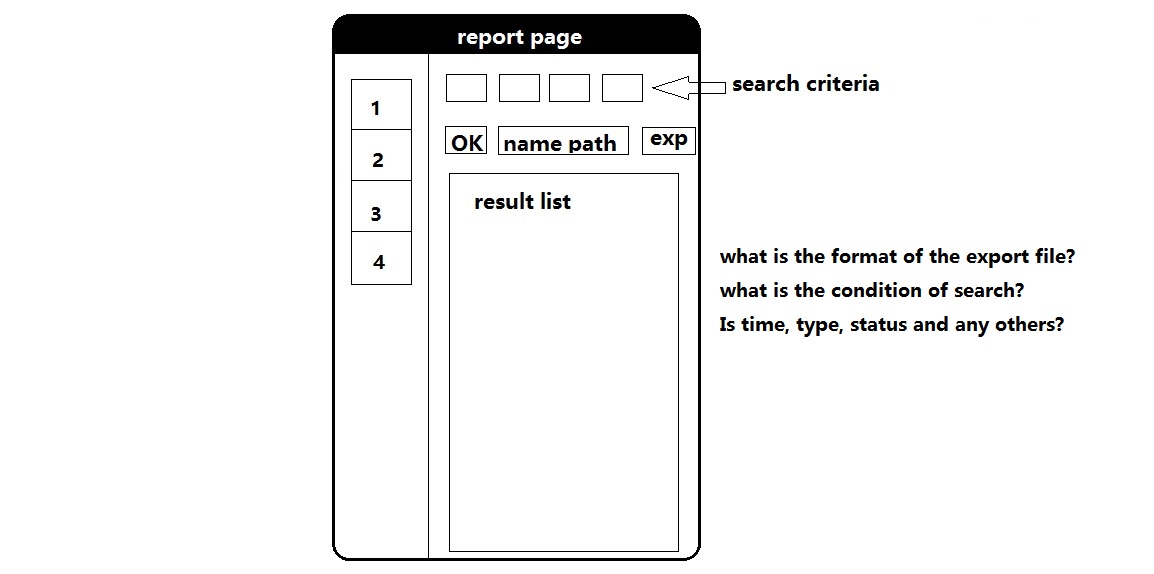 report page
search criteria
1
2
3
4
OK
name path
exp
result list
what is the format of the export file?
what is the condition of search?
Is time, type, status and any others?